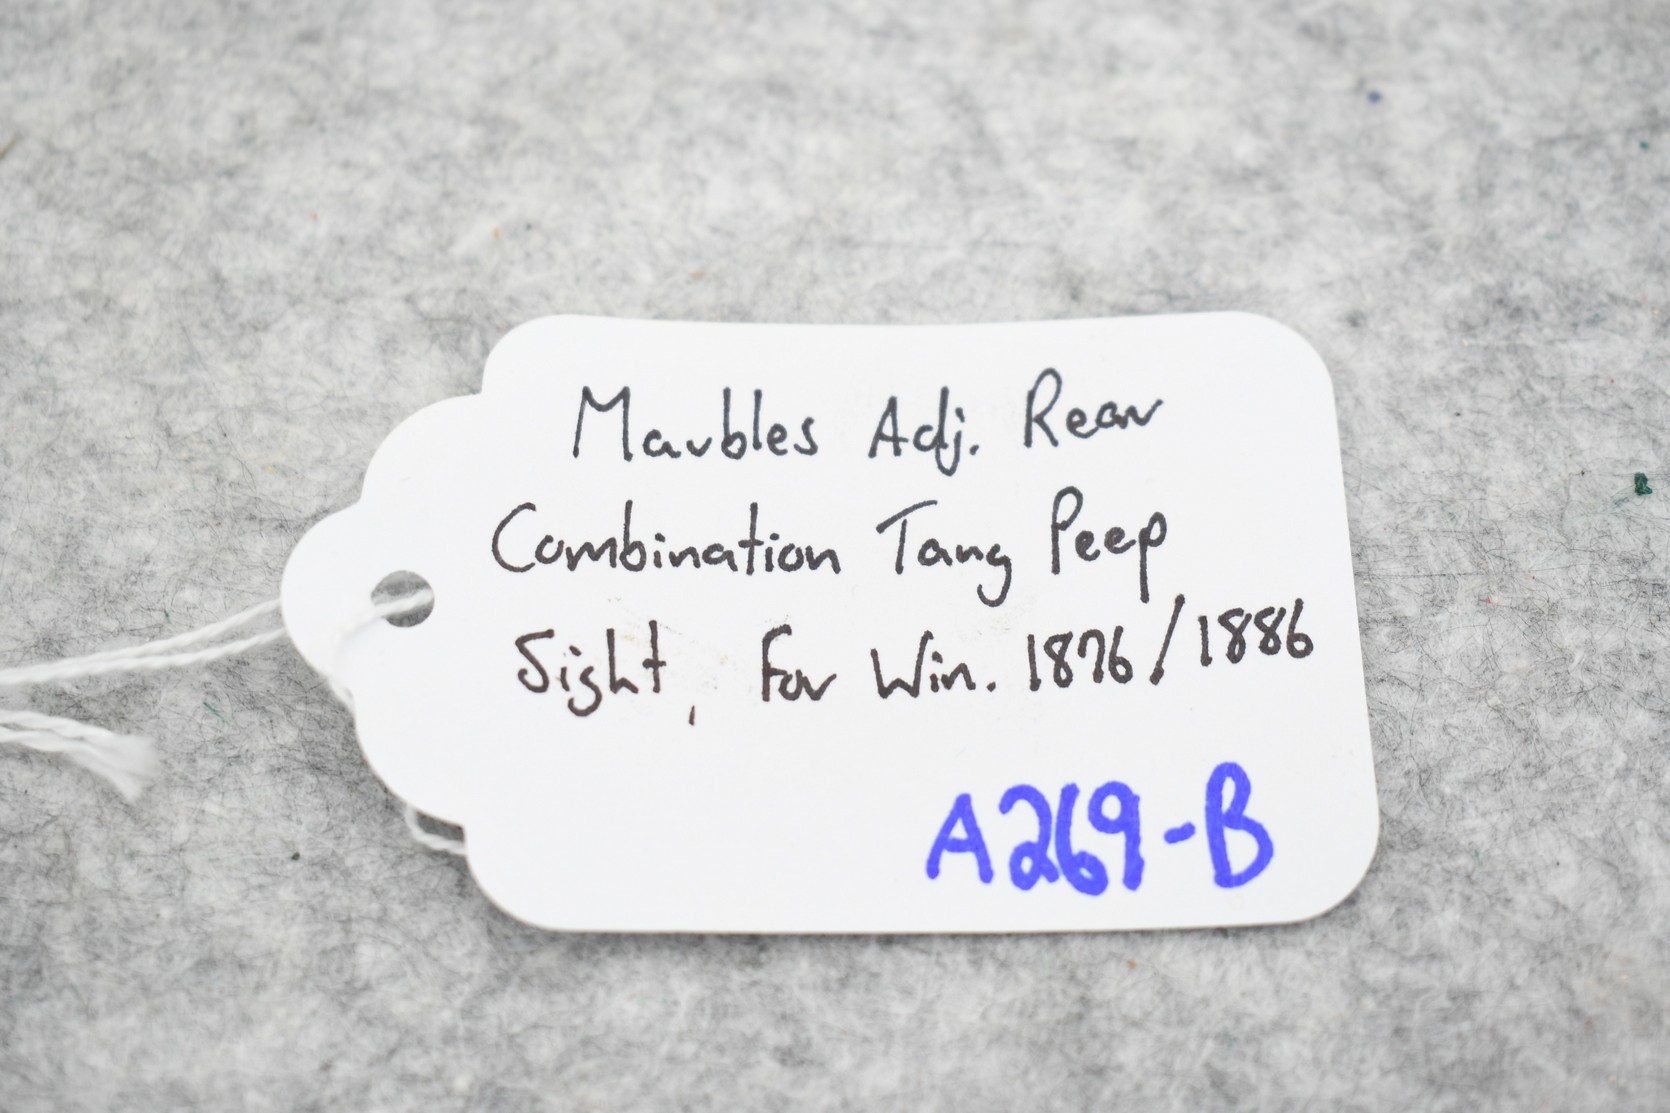 Marbles Adj. Rear
Combination Tang Peep
Sight, For Win. 1876/1886
A269-B